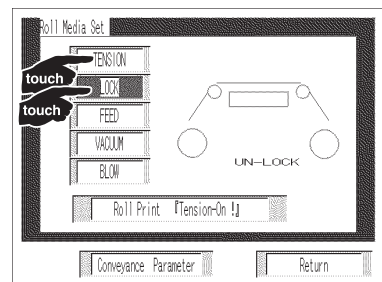 Roll Media Set
TENSION
touch
LOCK
touch
FEED
VACUUM
BLOW
UN-LOCK
Roll Print 『Tension-On !』
Conveyance Parameter
Return